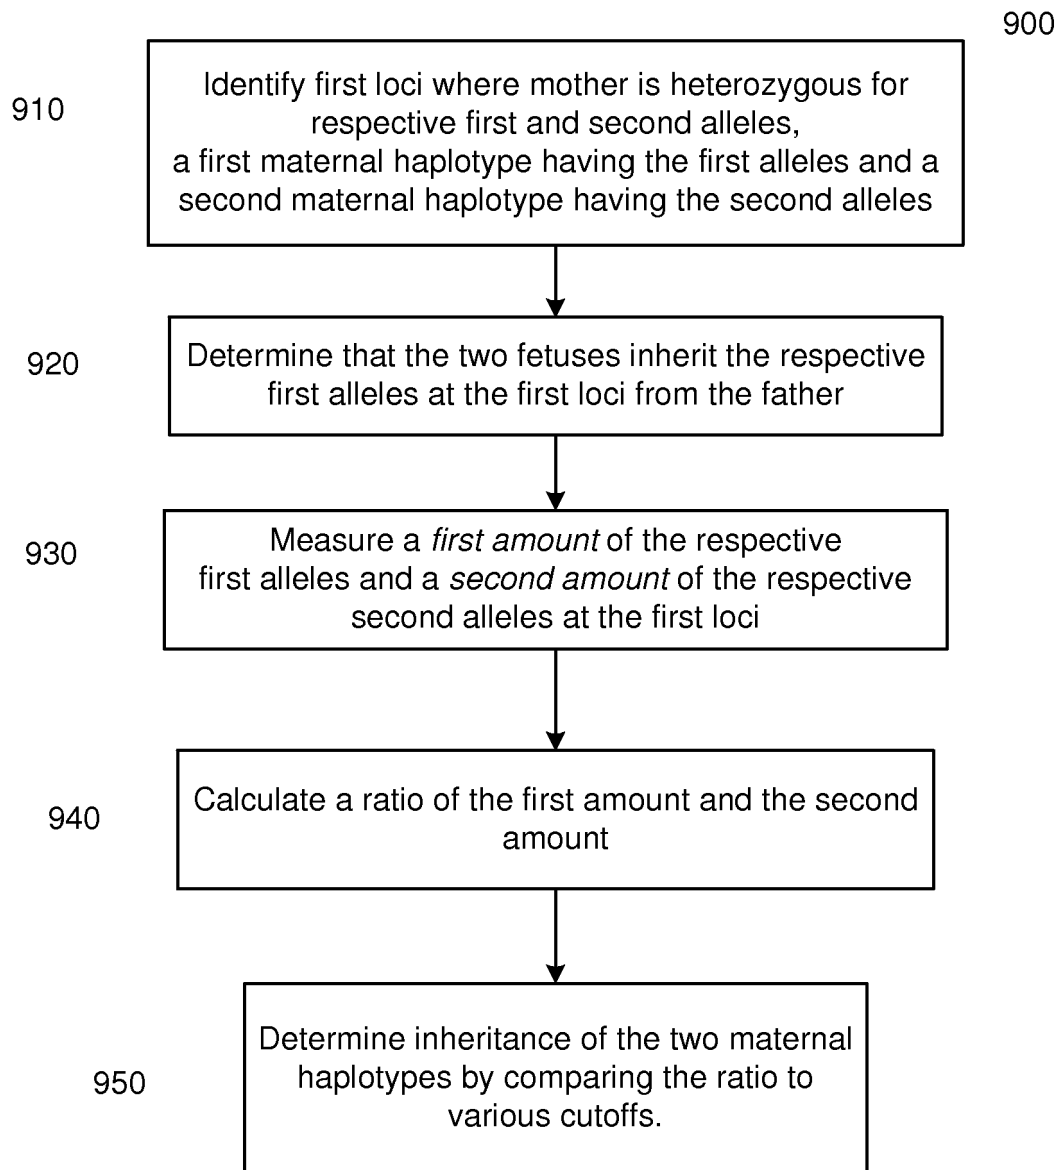 900
910
Identify first loci where mother is heterozygous for
respective first and second alleles,
a first maternal haplotype having the first alleles and a
second maternal haplotype having the second alleles
920
Determine that the two fetuses inherit the respective
first alleles at the first loci from the father
930
Measure a first amount of the respective
first alleles and a second amount of the respective
second alleles at the first loci
940
Calculate a ratio of the first amount and the second
amount
950
Determine inheritance of the two maternal
haplotypes by comparing the ratio to
various cutoffs.